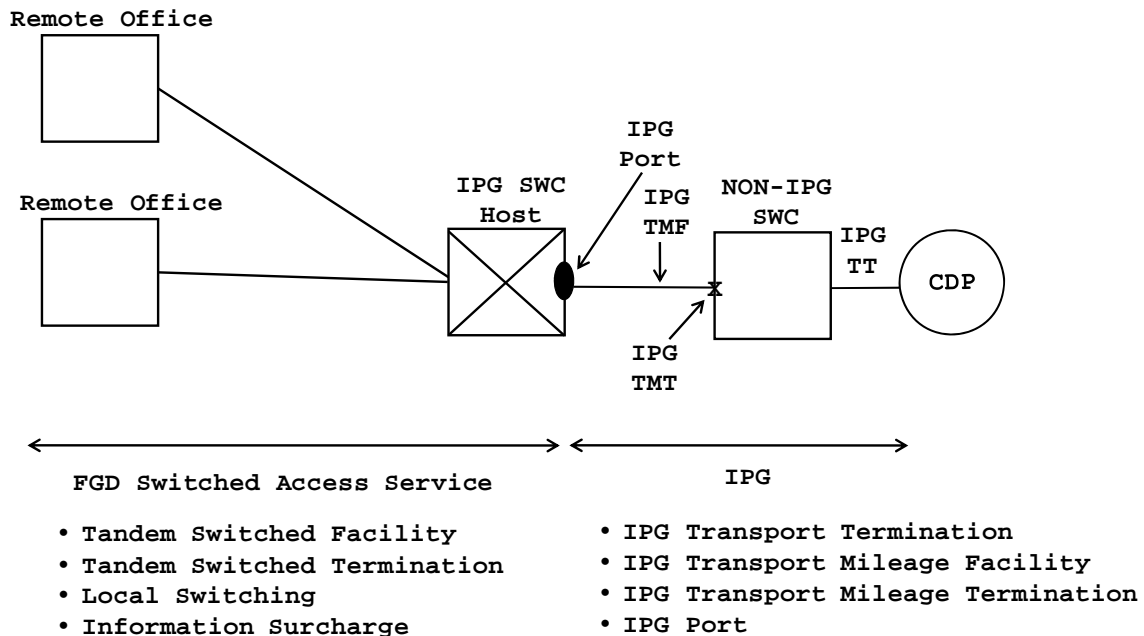 Remote Office
Remote Office
IPG SWC
Host
IPG
Port
IPG
TMF
IPG
TMT
NON-IPG
SWC
X
IPG
TT
CDP
FGD Switched Access Service
• Tandem Switched Facility
• Tandem Switched Termination
• Local Switching
• Information Surcharge
IPG
• IPG Transport Termination
• IPG Transport Mileage Facility
• IPG Transport Mileage Termination
• IPG Port